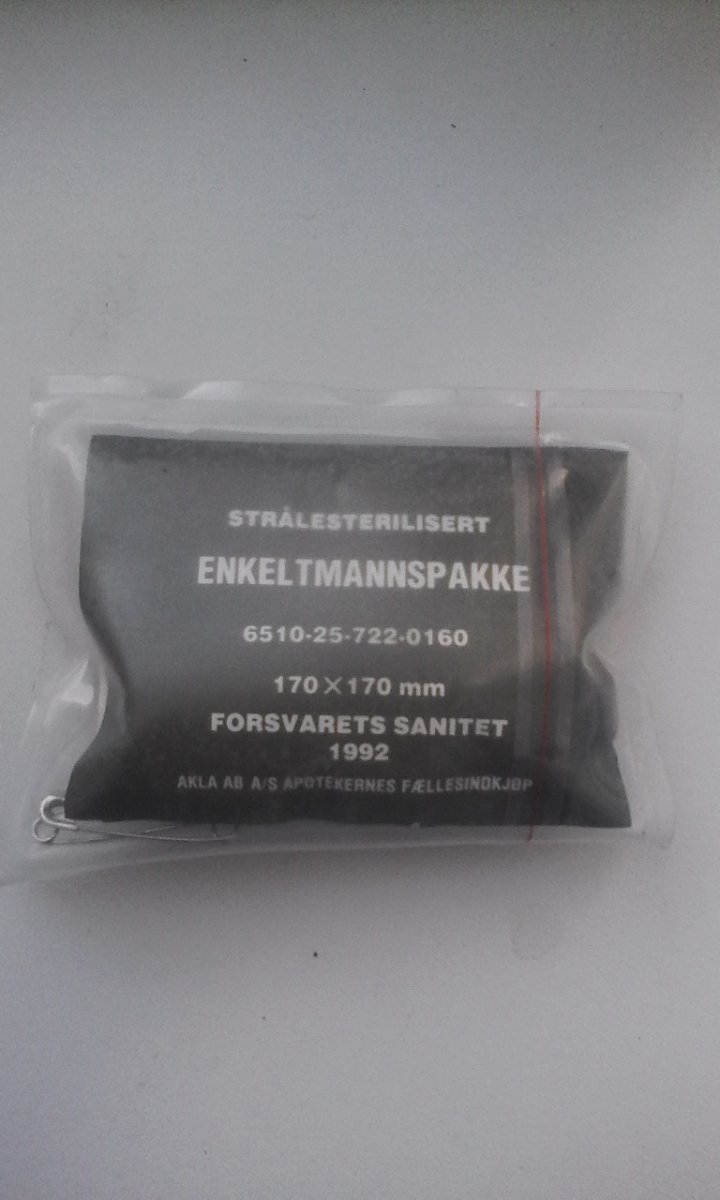 STRÅLESTERILISERT
ENKELTMANNSPAKKE
6510-25-722-0160
170 X 170 mm
FORSVARETS SANITET
1992
AKLA AB A/S APOTEKERNES FÆLLESINDKJØP